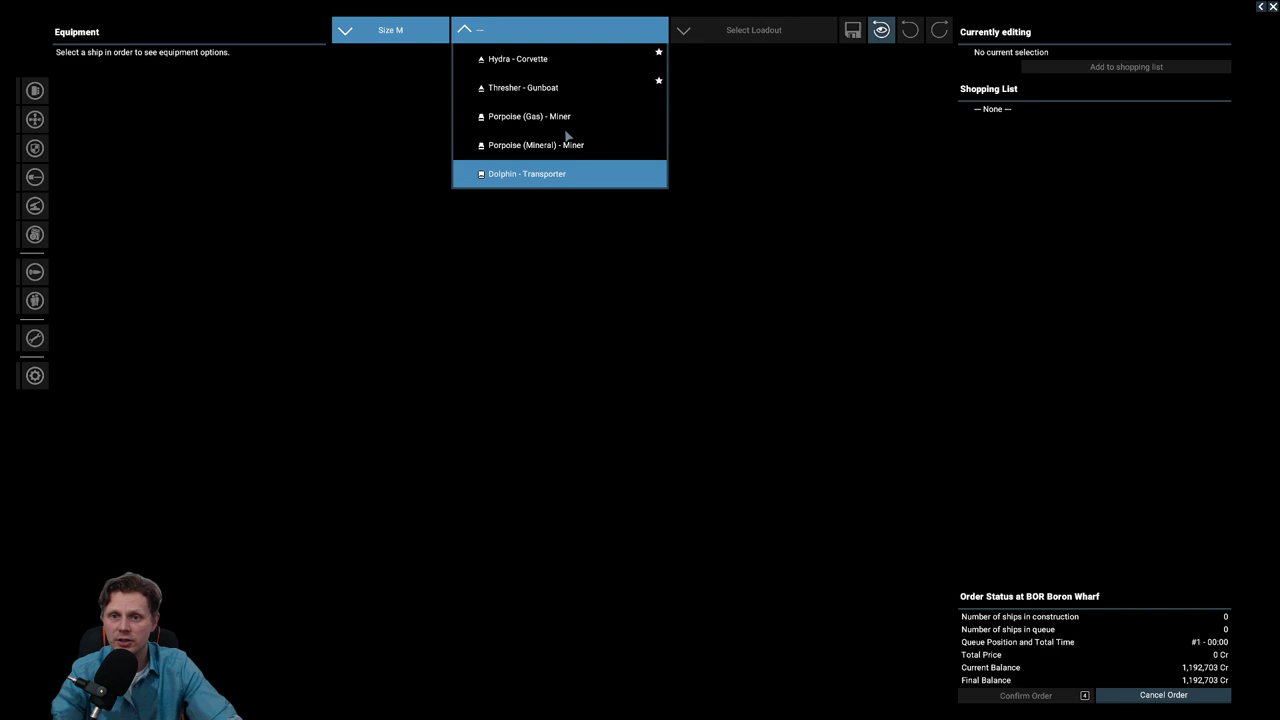 Equipment
Select a ship in order to see equipment options.
Size M
—
Select Loadout
Hydra - Corvette
Thresher - Gunboat
Porpoise (Gas) - Miner
Porpoise (Mineral) - Miner
Dolphin - Transporter
Currently editing
No current selection
Add to shopping list
Shopping List
— None —
Order Status at BOR Boron Wharf
Number of ships in construction 0
Number of ships in queue 0
Queue Position and Total Time #1 - 00:00
Total Price 0 Cr
Current Balance 1,192,703 Cr
Final Balance 1,192,703 Cr
Confirm Order 4
Cancel Order